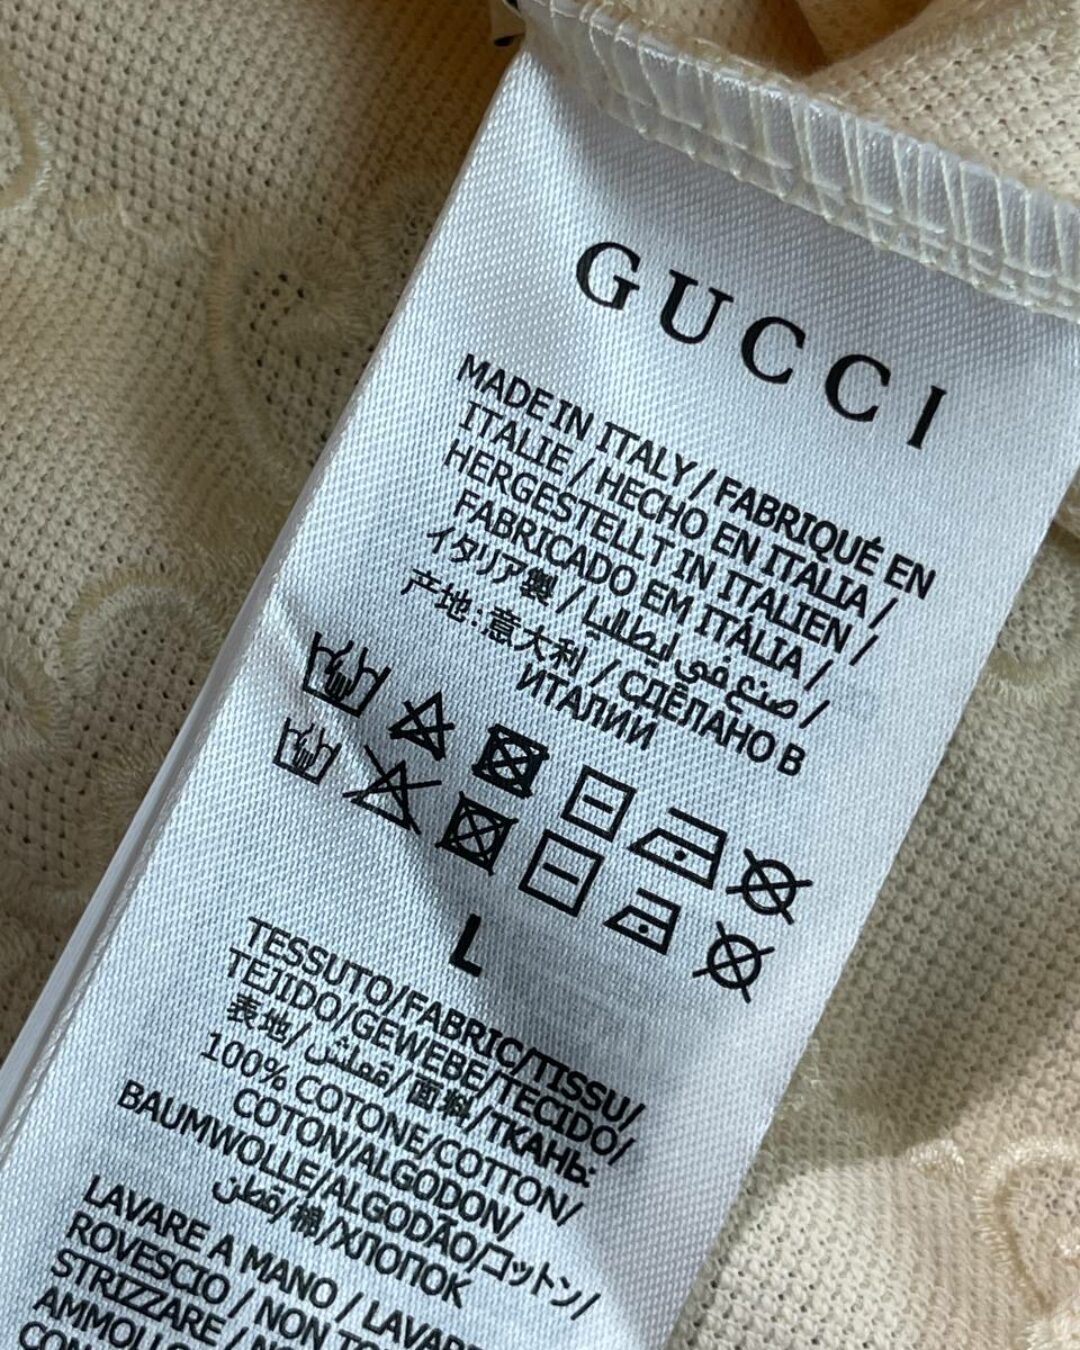 GUCCI
MADE IN ITALY / FABRIQUÉ EN
ITALIE / HECHO EN ITALIA /
HERGESTELLT IN ITALIEN /
FABRICADO EM ITÁLIA /
イタリア製 / صنع في ايطاليا /
产地:意大利 / СДЕЛАНО В
ИТАЛИИ
L
TESSUTO/FABRIC/TISSU/
TEJIDO/GEWEBE/TECIDO/
表地/قماش/面料/ТКАНЬ:
100% COTONE/COTTON/
COTON/ALGODON/
BAUMWOLLE/ALGODÃO/コットン/
قطن/棉/ХЛОПОК
LAVARE A MANO / LAVARE
ROVESCIO / NON
STRIZZARE /